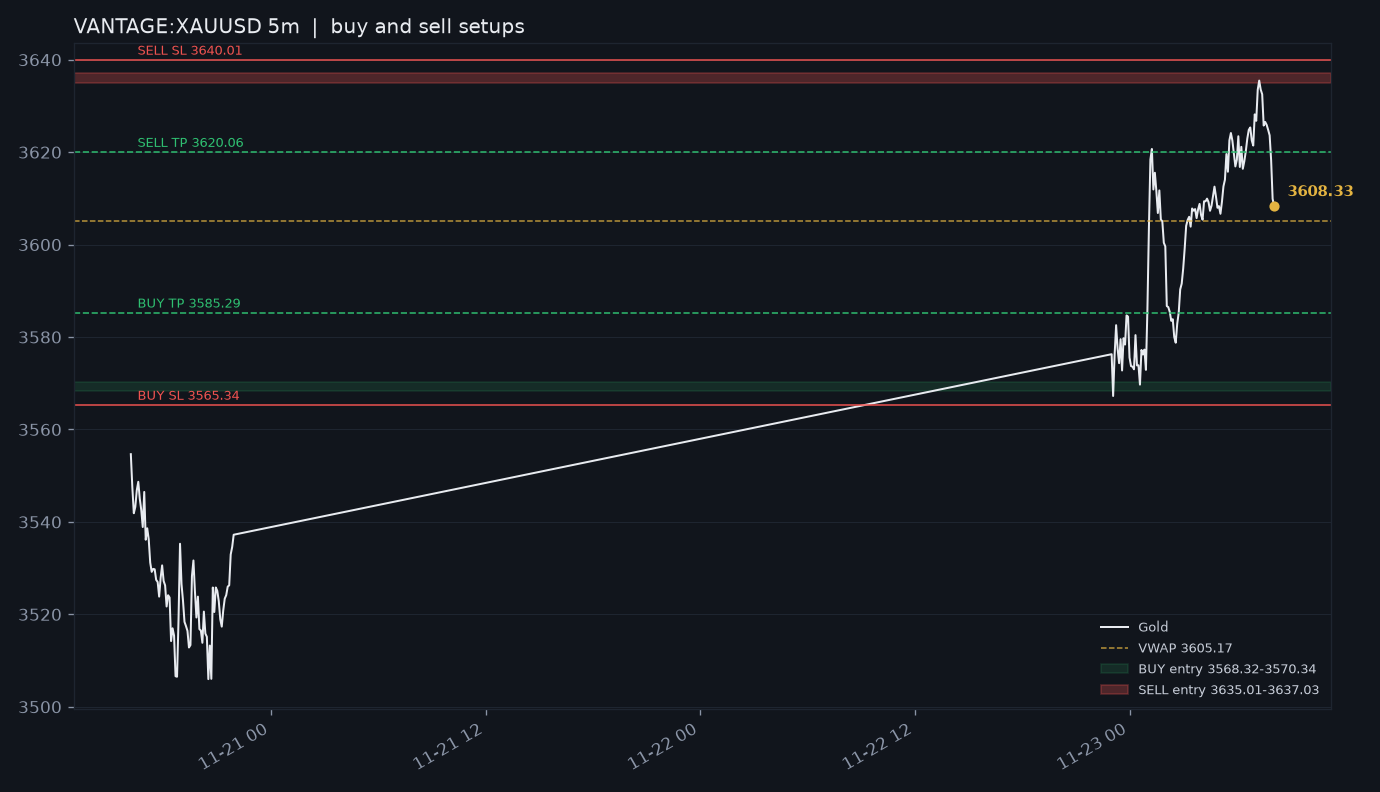 VANTAGE:XAUUSD 5m | buy and sell setups
SELL SL 3640.01
3640
SELL TP 3620.06
3620
3608.33
3600
BUY TP 3585.29
3580
BUY SL 3565.34
3560
3540
3520
3500
Gold
VWAP 3605.17
BUY entry 3568.32-3570.34
SELL entry 3635.01-3637.03
11-21 00
11-21 12
11-22 00
11-22 12
11-23 00